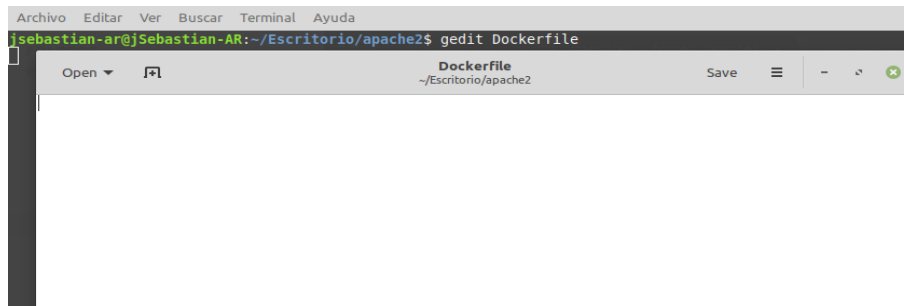 Archivo Editar Ver Buscar Terminal Ayuda
jsebastian-ar@jSebastian-AR:~/Escritorio/apache2$ gedit Dockerfile
Open Dockerfile Save
~/Escritorio/apache2